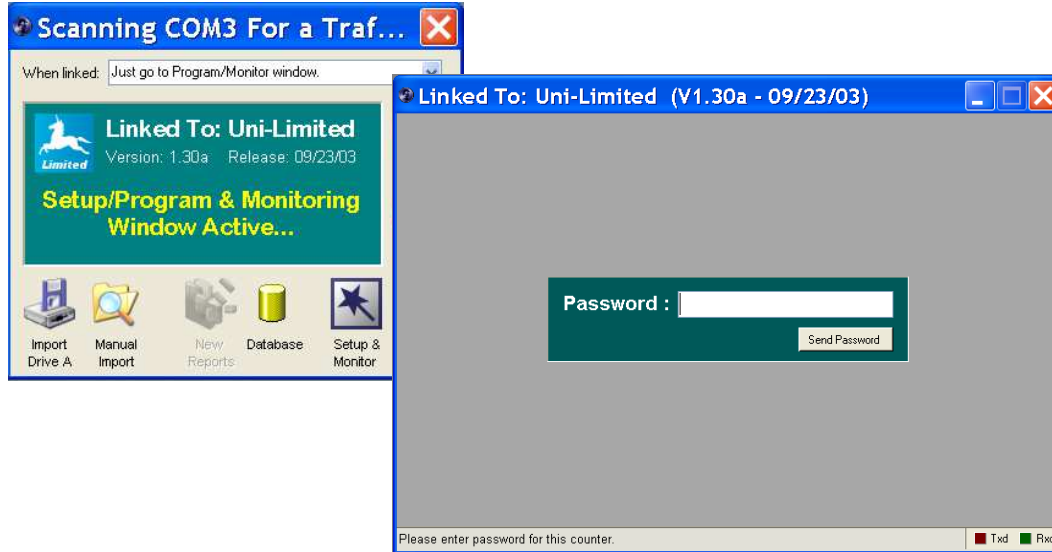 Scanning COM3 For a Traf...
When linked: Just go to Program/Monitor window.
Limited
Linked To: Uni-Limited
Version: 1.30a Release: 09/23/03
Setup/Program & Monitoring
Window Active...
Import
Drive A
Manual
Import
New
Reports
Database
Setup &
Monitor
Linked To: Uni-Limited (V1.30a - 09/23/03)
Password :
Send Password
Please enter password for this counter.
Txd
Rxd